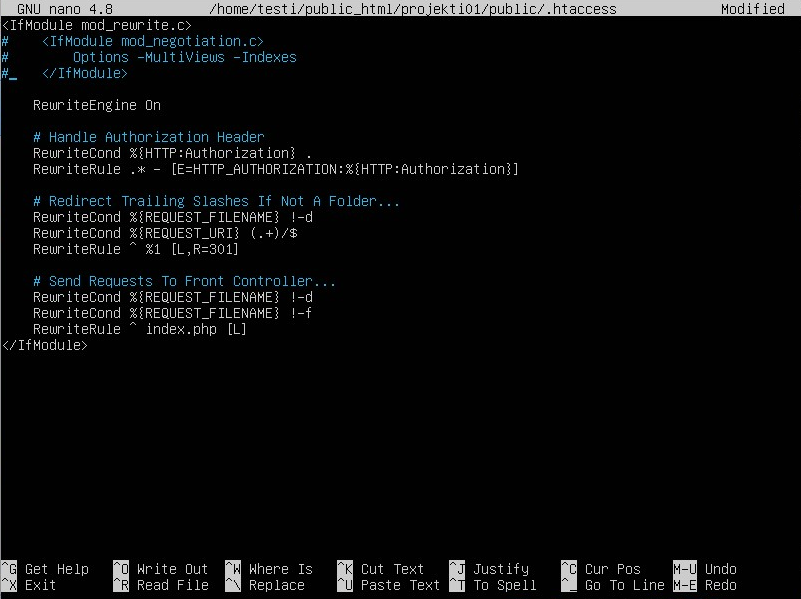 GNU nano 4.8 /home/testi/public_html/projekti01/public/.htaccess Modified
<IfModule mod_rewrite.c>
#    <IfModule mod_negotiation.c>
#        Options -MultiViews -Indexes
#_   </IfModule>
    RewriteEngine On
    # Handle Authorization Header
    RewriteCond %{HTTP:Authorization} .
    RewriteRule .* - [E=HTTP_AUTHORIZATION:%{HTTP:Authorization}]
    # Redirect Trailing Slashes If Not A Folder...
    RewriteCond %{REQUEST_FILENAME} !-d
    RewriteCond %{REQUEST_URI} (.+)/$
    RewriteRule ^ %1 [L,R=301]
    # Send Requests To Front Controller...
    RewriteCond %{REQUEST_FILENAME} !-d
    RewriteCond %{REQUEST_FILENAME} !-f
    RewriteRule ^ index.php [L]
</IfModule>
^G Get Help ^O Write Out ^W Where Is ^K Cut Text ^J Justify ^C Cur Pos M-U Undo
^X Exit ^R Read File ^\ Replace ^U Paste Text ^T To Spell ^_ Go To Line M-E Redo